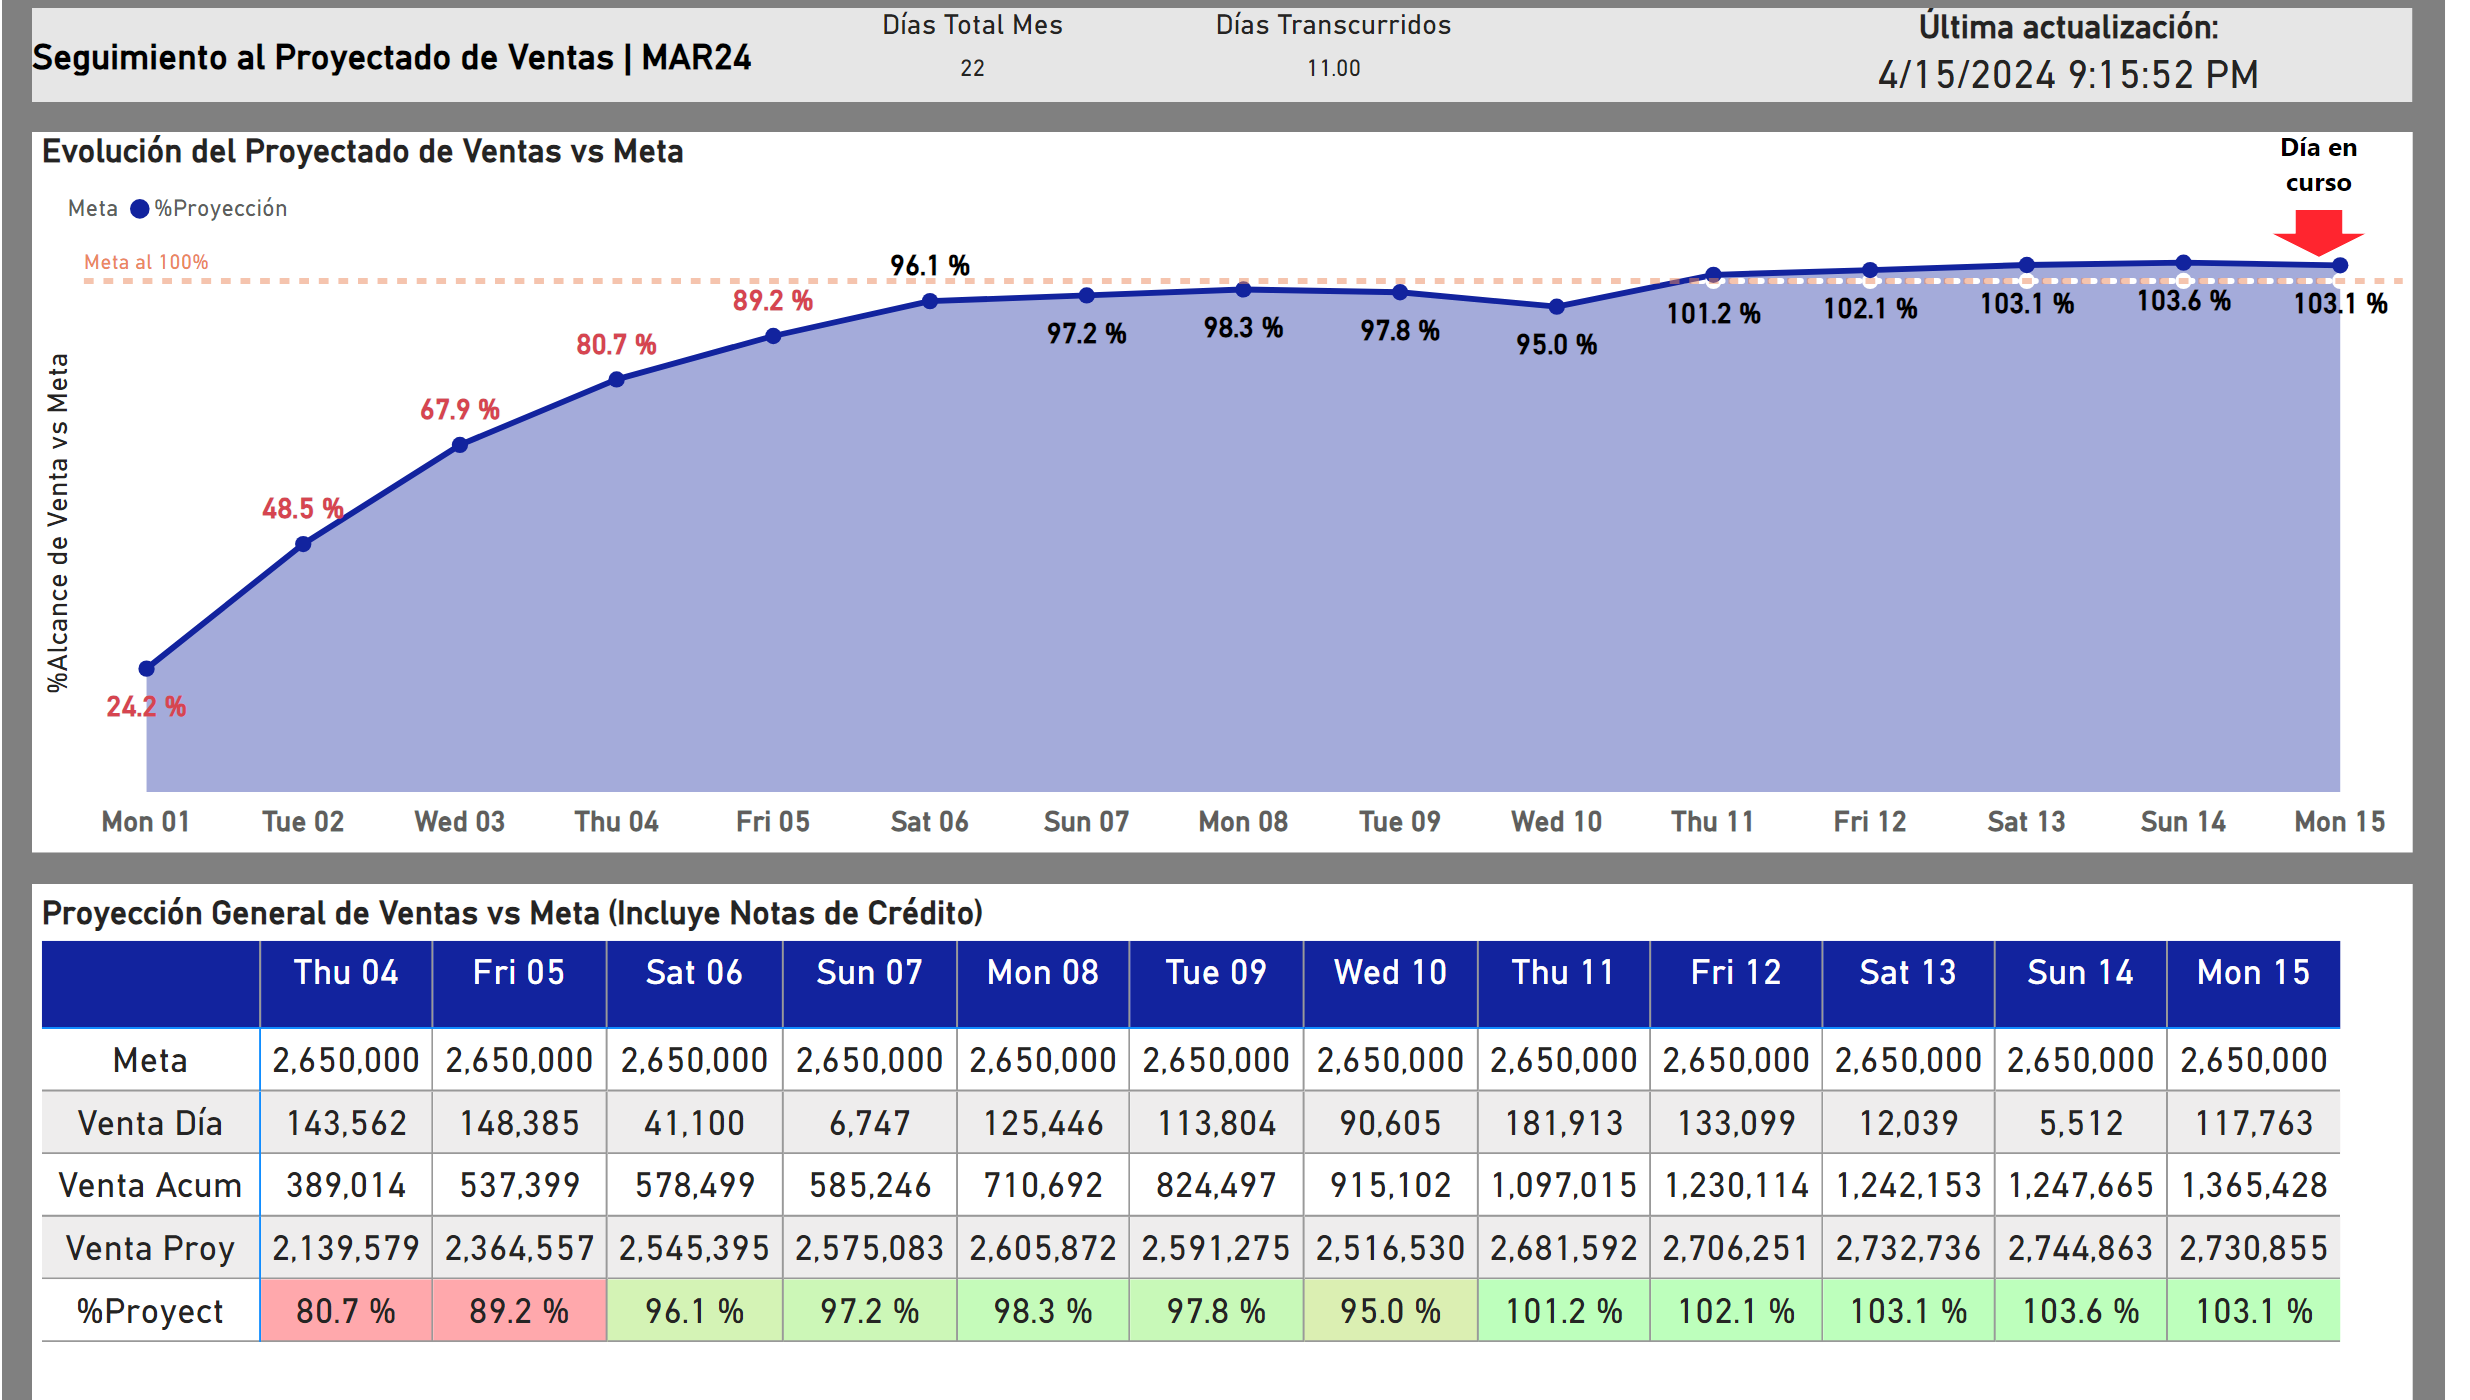 Días Total Mes Días Transcurridos Última actualización:
Seguimiento al Proyectado de Ventas | MAR24
22 11.00 4/15/2024 9:15:52 PM
Evolución del Proyectado de Ventas vs Meta
Día en
curso
Meta %Proyección
Meta al 100%
%Alcance de Venta vs Meta
24.2 %
48.5 %
67.9 %
80.7 %
89.2 %
96.1 %
97.2 %
98.3 %
97.8 %
95.0 %
101.2 %
102.1 %
103.1 %
103.6 %
103.1 %
Mon 01 Tue 02 Wed 03 Thu 04 Fri 05 Sat 06 Sun 07 Mon 08 Tue 09 Wed 10 Thu 11 Fri 12 Sat 13 Sun 14 Mon 15
Proyección General de Ventas vs Meta (Incluye Notas de Crédito)
Thu 04 Fri 05 Sat 06 Sun 07 Mon 08 Tue 09 Wed 10 Thu 11 Fri 12 Sat 13 Sun 14 Mon 15
Meta 2,650,000 2,650,000 2,650,000 2,650,000 2,650,000 2,650,000 2,650,000 2,650,000 2,650,000 2,650,000 2,650,000 2,650,000
Venta Día 143,562 148,385 41,100 6,747 125,446 113,804 90,605 181,913 133,099 12,039 5,512 117,763
Venta Acum 389,014 537,399 578,499 585,246 710,692 824,497 915,102 1,097,015 1,230,114 1,242,153 1,247,665 1,365,428
Venta Proy 2,139,579 2,364,557 2,545,395 2,575,083 2,605,872 2,591,275 2,516,530 2,681,592 2,706,251 2,732,736 2,744,863 2,730,855
%Proyect 80.7 % 89.2 % 96.1 % 97.2 % 98.3 % 97.8 % 95.0 % 101.2 % 102.1 % 103.1 % 103.6 % 103.1 %